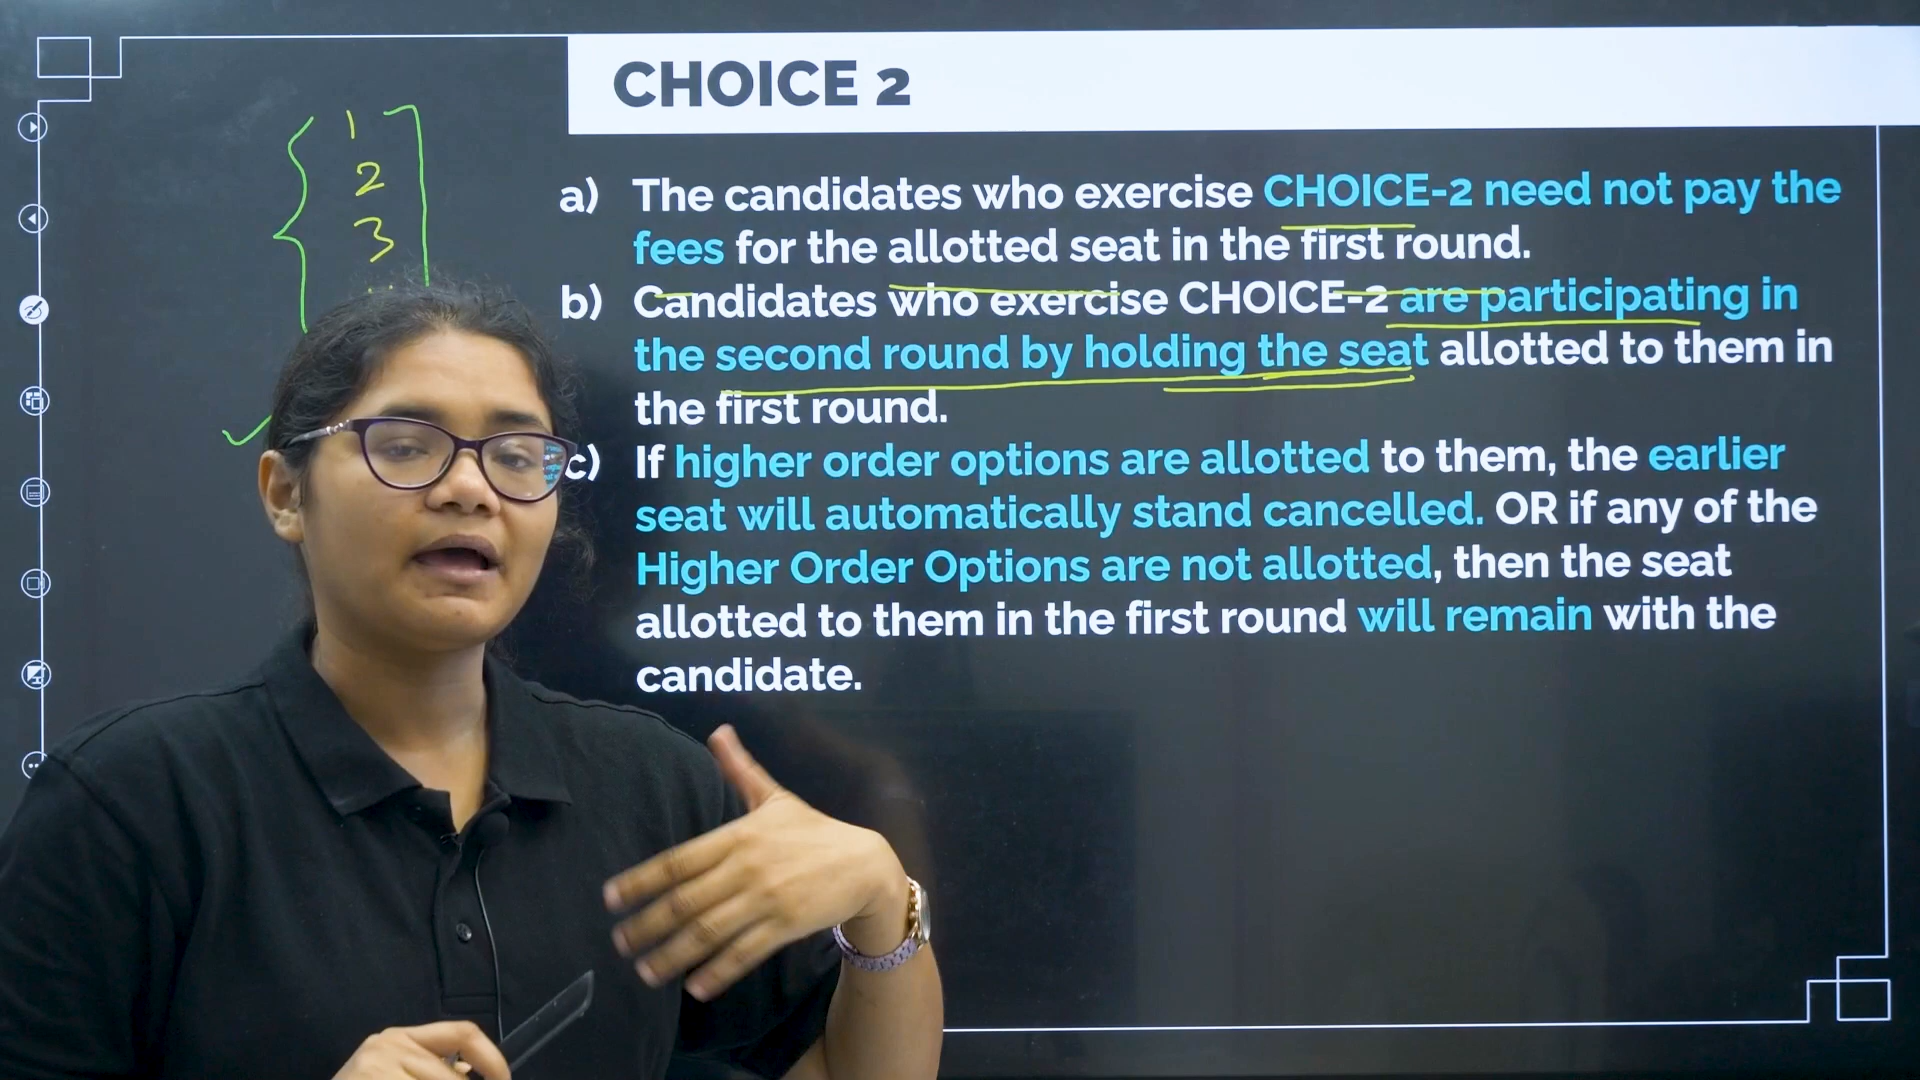 CHOICE 2
1
2
3
a) The candidates who exercise CHOICE-2 need not pay the
fees for the allotted seat in the first round.
b) Candidates who exercise CHOICE-2 are participating in
the second round by holding the seat allotted to them in
the first round.
c) If higher order options are allotted to them, the earlier
seat will automatically stand cancelled. OR if any of the
Higher Order Options are not allotted, then the seat
allotted to them in the first round will remain with the
candidate.